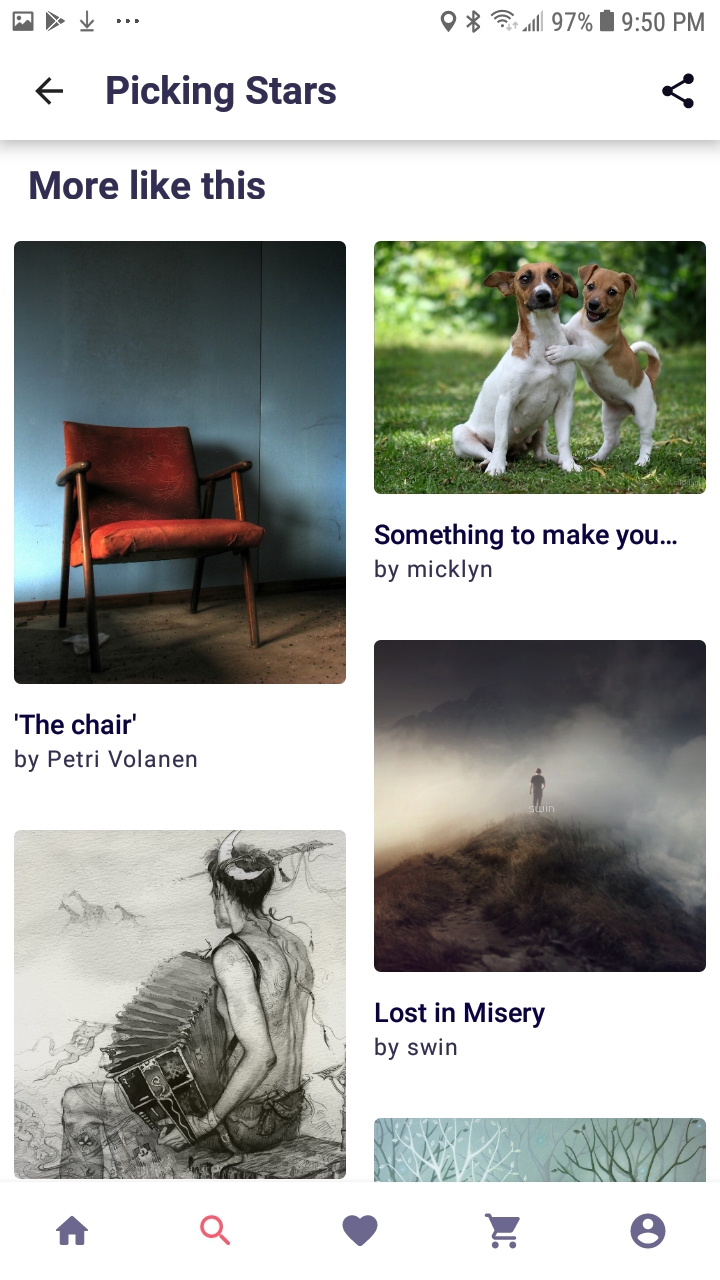 97% 9:50 PM
Picking Stars
More like this
'The chair'
by Petri Volanen
Something to make you...
by micklyn
swin
Lost in Misery
by swin